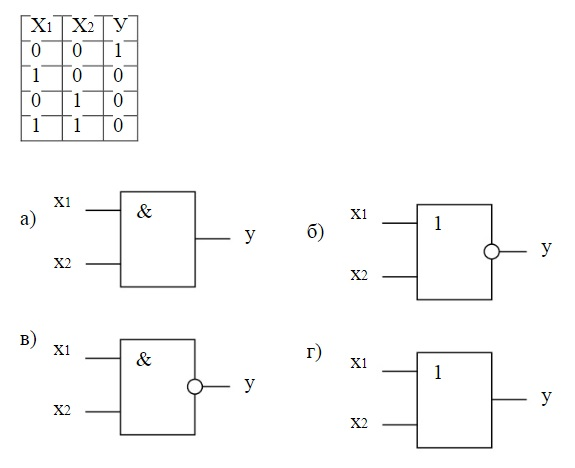 X1 X2 У
0 0 1
1 0 0
0 1 0
1 1 0
а) x1 & x2 y
б) x1 1 x2 y
в) x1 & x2 y
г) x1 1 x2 y